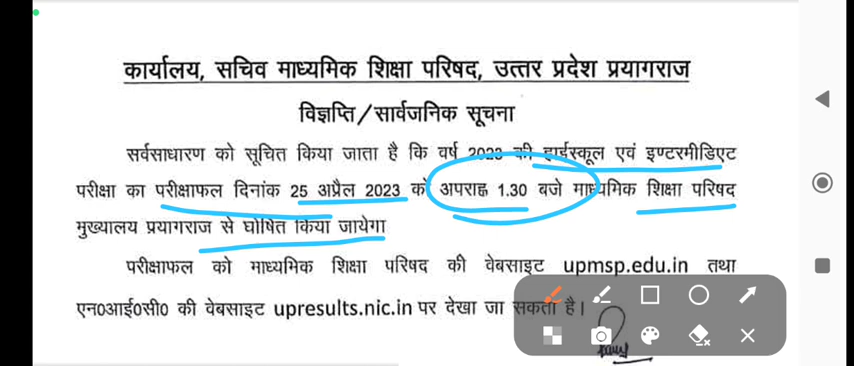 कार्यालय, सचिव माध्यमिक शिक्षा परिषद, उत्तर प्रदेश प्रयागराज
विज्ञप्ति/सार्वजनिक सूचना
सर्वसाधारण को सूचित किया जाता है कि वर्ष 2023 की हाईस्कूल एवं इण्टरमीडिएट
परीक्षा का परीक्षाफल दिनांक 25 अप्रैल 2023 को अपराह्न 1.30 बजे माध्यमिक शिक्षा परिषद
मुख्यालय प्रयागराज से घोषित किया जायेगा
परीक्षाफल को माध्यमिक शिक्षा परिषद की वेबसाइट upmsp.edu.in तथा
एन0आई0सी0 की वेबसाइट upresults.nic.in पर देखा जा सकता है।